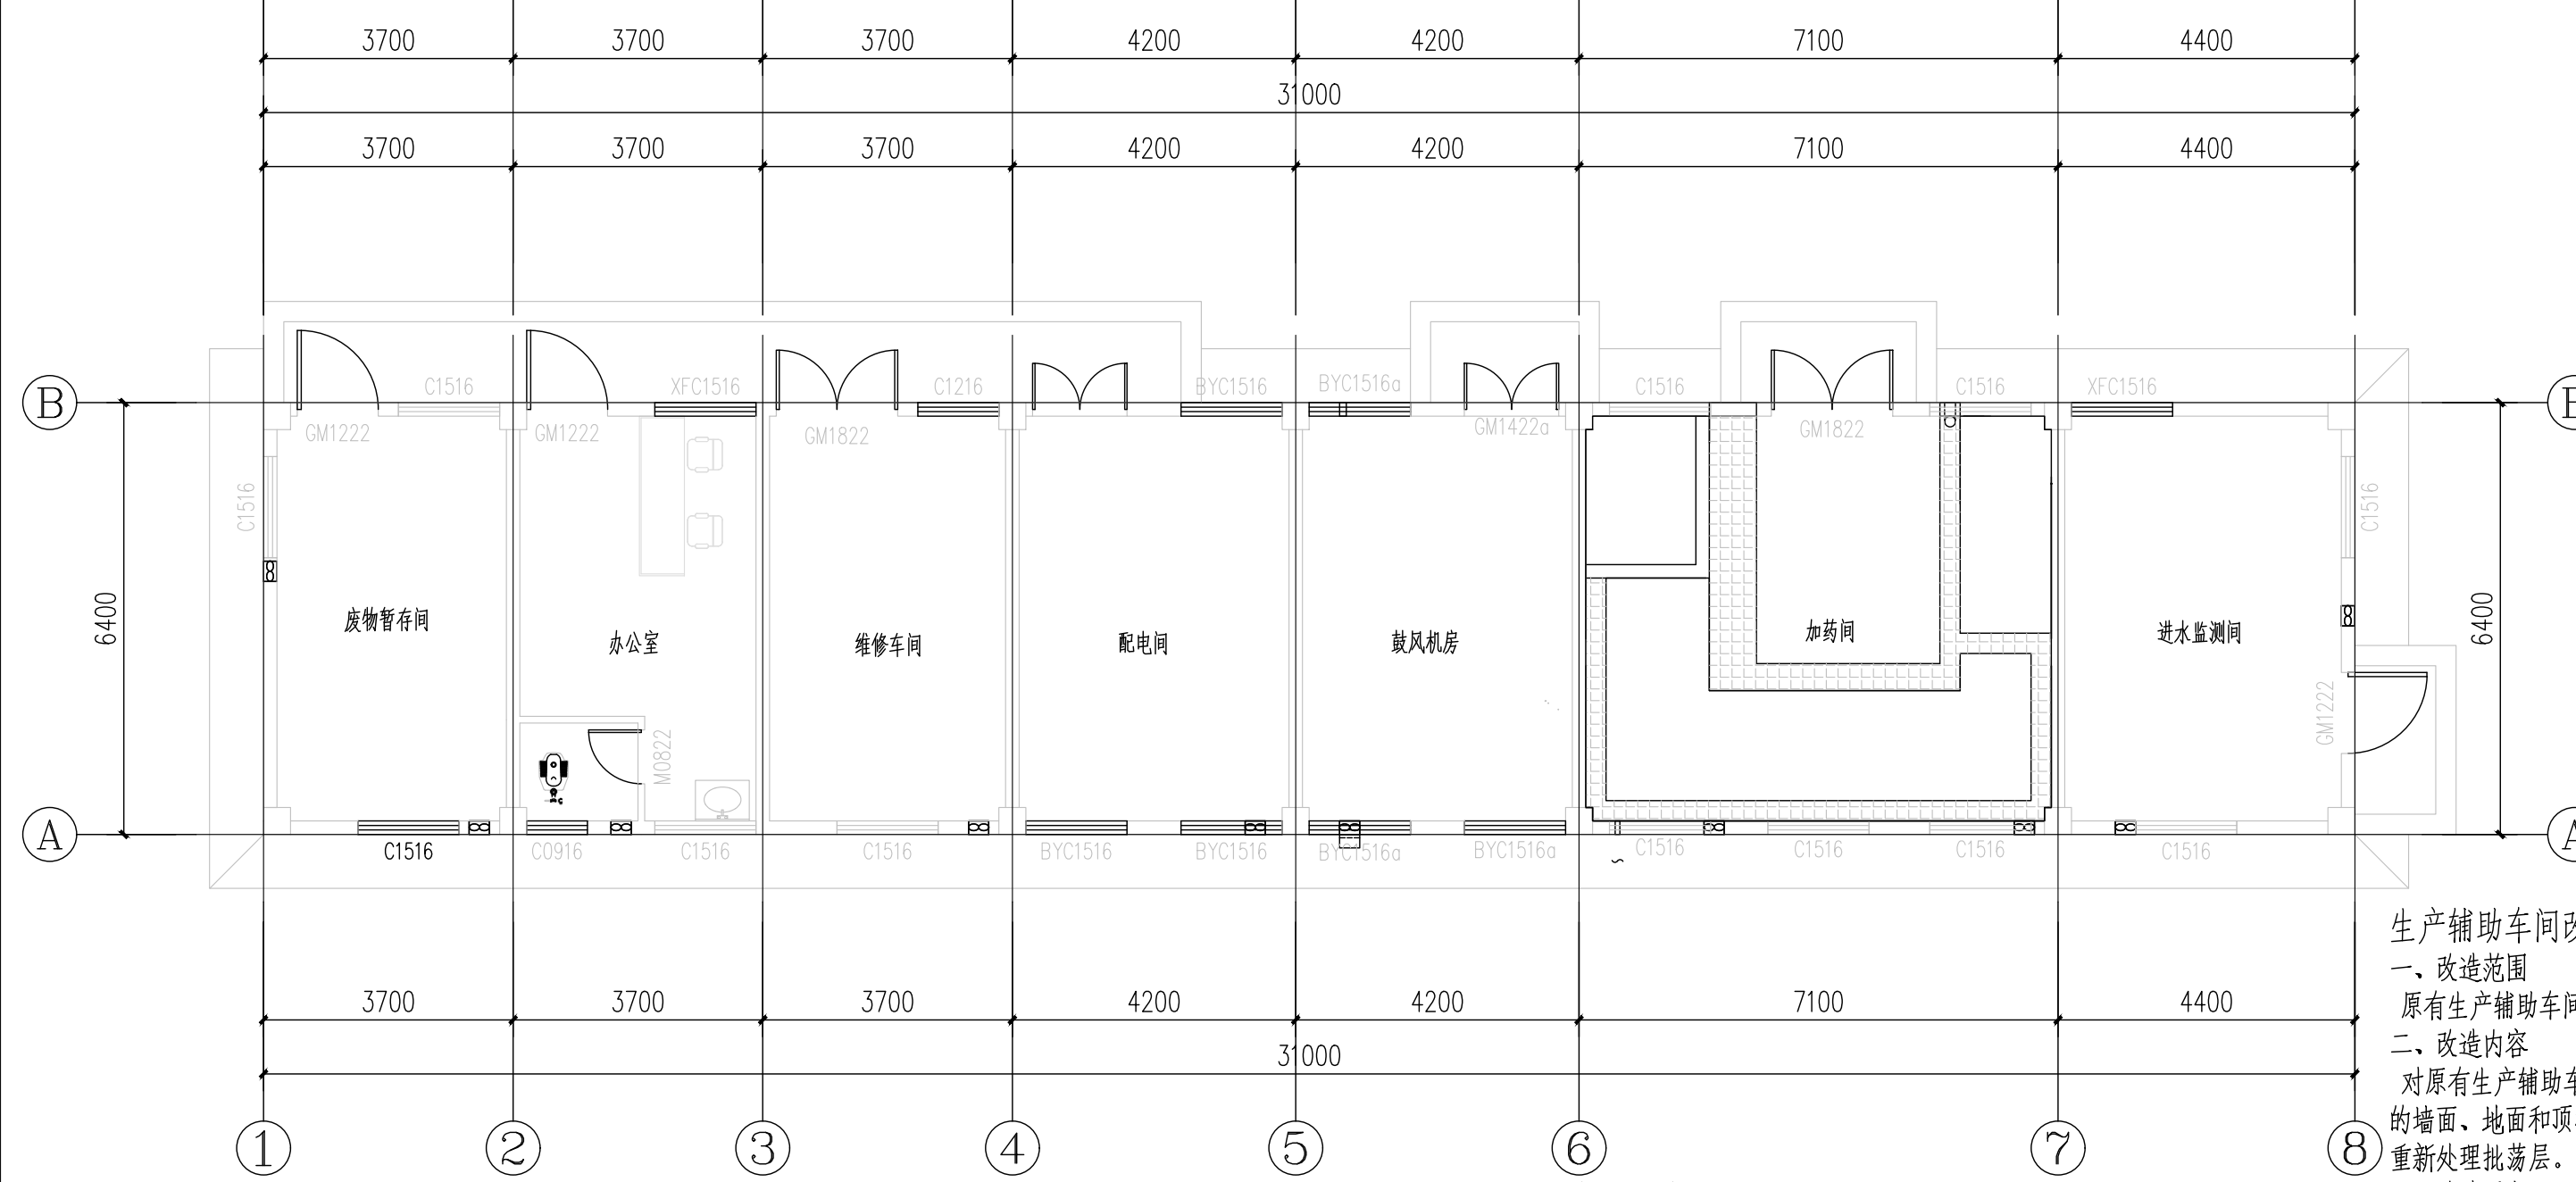 3700 3700 3700 4200 4200 7100 4400
31000
3700 3700 3700 4200 4200 7100 4400
C1516 XFC1516 C1216 BYC1516 BYC1516a C1516 C1516 XFC1516
B
GM1222 GM1222 GM1822 GM1422a GM1822
C1516 C1516
6400 6400
废物暂存间 办公室 维修车间 配电间 鼓风机房 加药间 进水监测间
M0822 GM1222
A
C1516 C0916 C1516 C1516 BYC1516 BYC1516 BYC1516a BYC1516a C1516 C1516 C1516 C1516
生产辅助车间
一、改造范围
原有生产辅助车间
二、改造内容
对原有生产辅助
的墙面、地面和顶
重新处理批荡层。
3700 3700 3700 4200 4200 7100 4400
31000
1 2 3 4 5 6 7 8